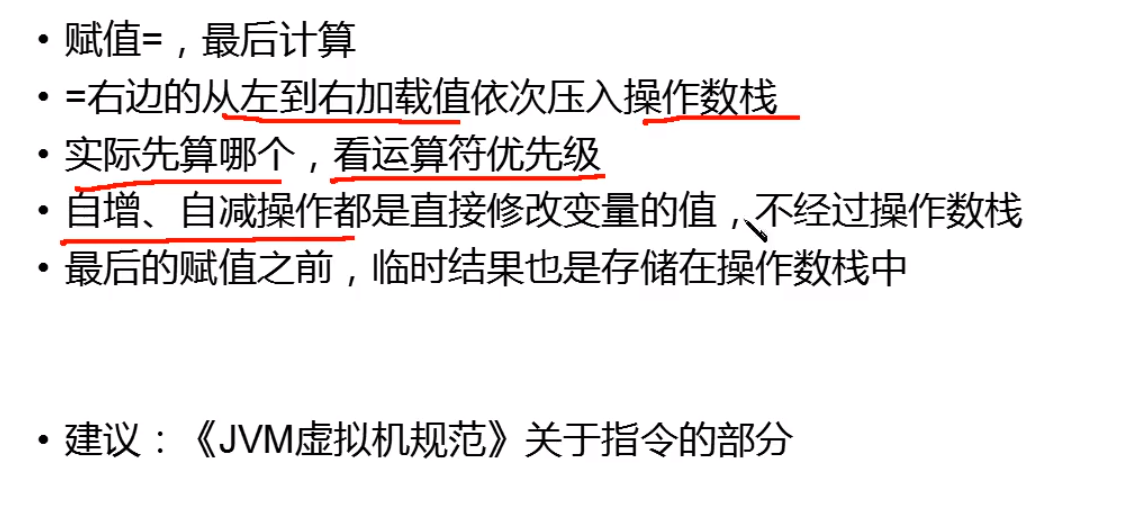 • 赋值=，最后计算
• =右边的从左到右加载值依次压入操作数栈
• 实际先算哪个，看运算符优先级
• 自增、自减操作都是直接修改变量的值，不经过操作数栈
• 最后的赋值之前，临时结果也是存储在操作数栈中
• 建议：《JVM虚拟机规范》关于指令的部分